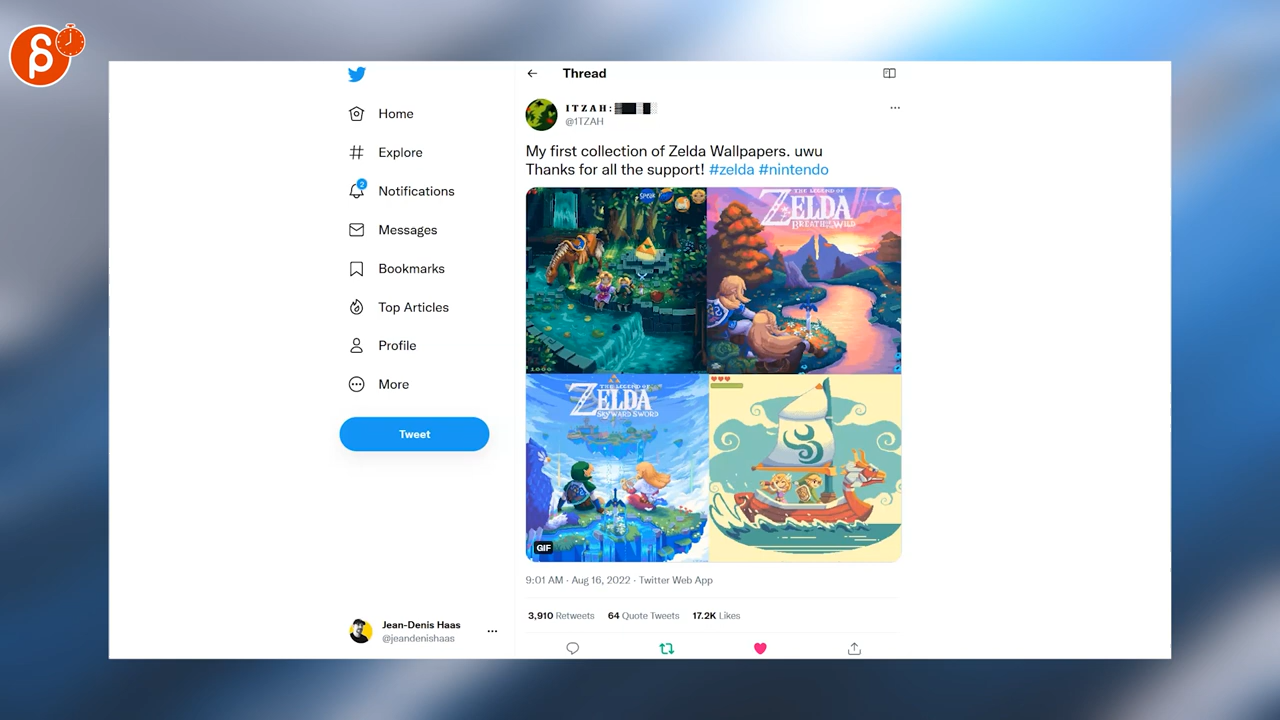 Thread
Home
Explore
2
Notifications
Messages
Bookmarks
Top Articles
Profile
More
Tweet
Jean-Denis Haas
@jeandenishaas
ITZAH:
@1TZAH
My first collection of Zelda Wallpapers. uwu
Thanks for all the support! #zelda #nintendo
THE LEGEND OF
ZELDA
BREATH OF THE WILD
THE LEGEND OF
ZELDA
SKYWARD SWORD
GIF
9:01 AM · Aug 16, 2022 · Twitter Web App
3,910 Retweets 64 Quote Tweets 17.2K Likes